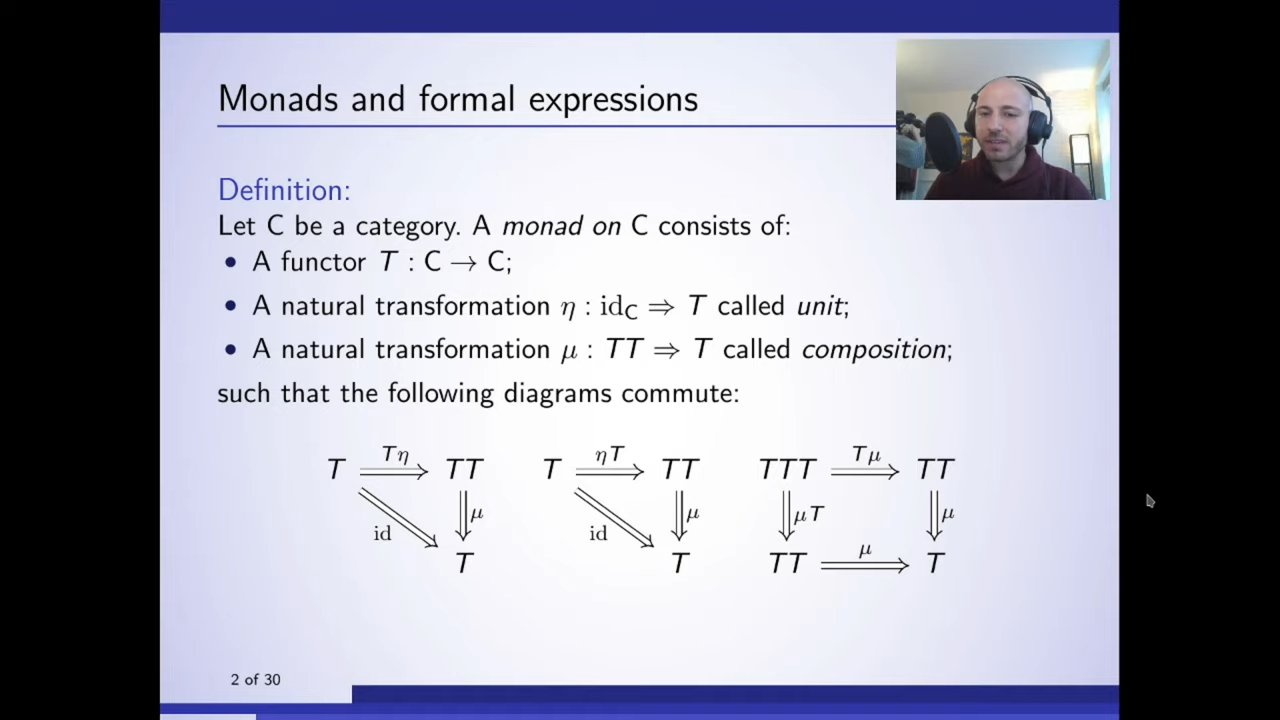 Monads and formal expressions
Definition:
Let C be a category. A monad on C consists of:
• A functor T : C → C;
• A natural transformation η : id_C ⇒ T called unit;
• A natural transformation μ : TT ⇒ T called composition;
such that the following diagrams commute:
Tη ηT Tμ
T TT T TT TTT TT
id μ id μ μT μ
μ
T T TT T
2 of 30